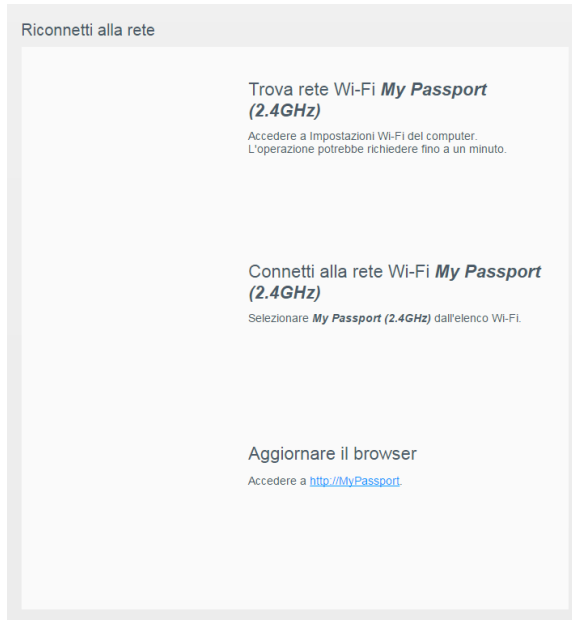 Riconnetti alla rete
Trova rete Wi-Fi My Passport
(2.4GHz)
Accedere a Impostazioni Wi-Fi del computer.
L'operazione potrebbe richiedere fino a un minuto.
Connetti alla rete Wi-Fi My Passport
(2.4GHz)
Selezionare My Passport (2.4GHz) dall'elenco Wi-Fi.
Aggiornare il browser
Accedere a http://MyPassport.